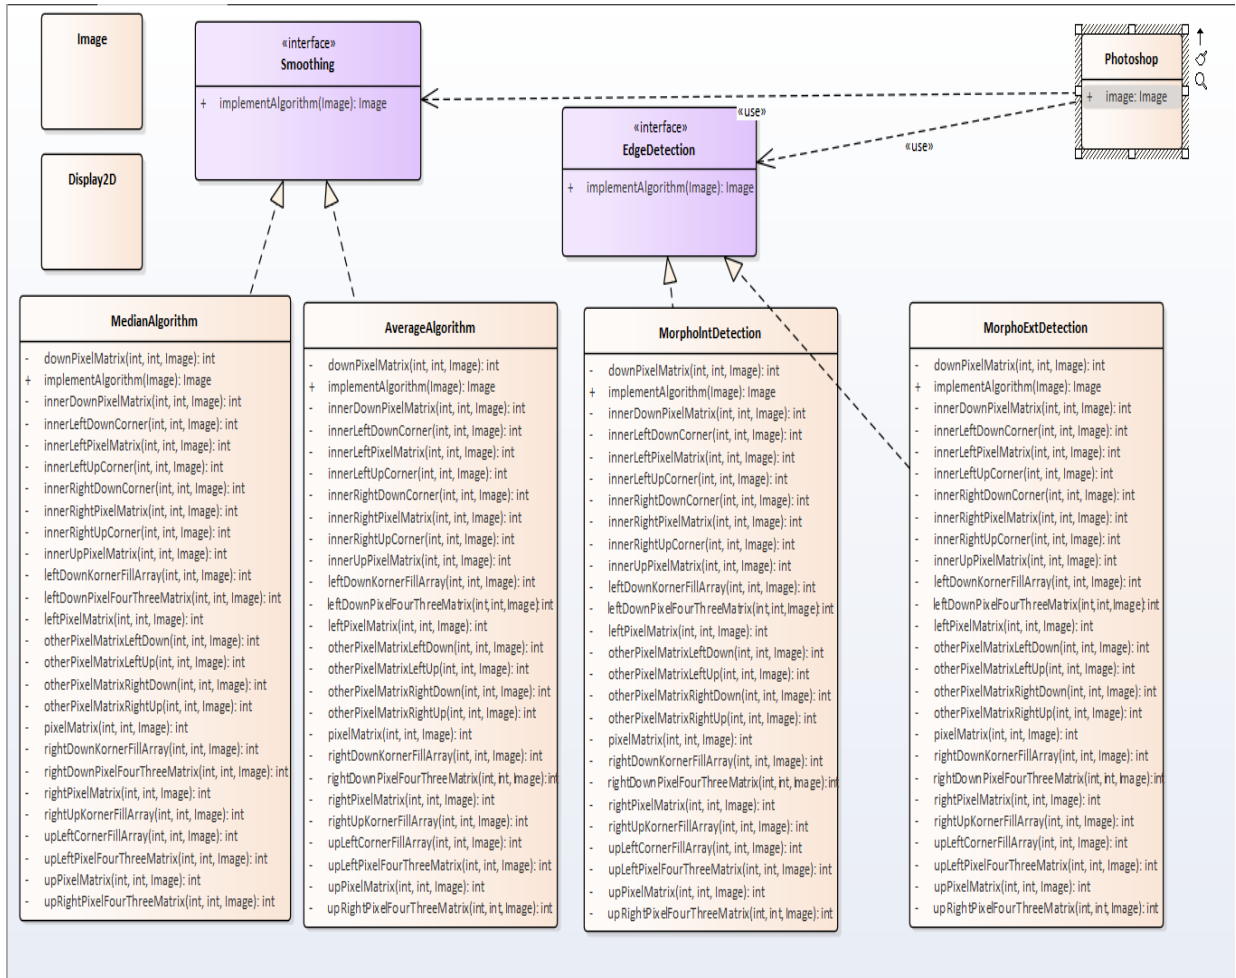 Image
Display2D
«interface»
Smoothing
+ implementAlgorithm(Image): Image
«interface»
EdgeDetection
+ implementAlgorithm(Image): Image
Photoshop
+ image: Image
«use»
«use»
MedianAlgorithm
- downPixelMatrix(int, int, Image): int
+ implementAlgorithm(Image): Image
- innerDownPixelMatrix(int, int, Image): int
- innerLeftDownCorner(int, int, Image): int
- innerLeftPixelMatrix(int, int, Image): int
- innerLeftUpCorner(int, int, Image): int
- innerRightDownCorner(int, int, Image): int
- innerRightPixelMatrix(int, int, Image): int
- innerRightUpCorner(int, int, Image): int
- innerUpPixelMatrix(int, int, Image): int
- leftDownKornerFillArray(int, int, Image): int
- leftDownPixelFourThreeMatrix(int, int, Image): int
- leftPixelMatrix(int, int, Image): int
- otherPixelMatrixLeftDown(int, int, Image): int
- otherPixelMatrixLeftUp(int, int, Image): int
- otherPixelMatrixRightDown(int, int, Image): int
- otherPixelMatrixRightUp(int, int, Image): int
- pixelMatrix(int, int, Image): int
- rightDownKornerFillArray(int, int, Image): int
- rightDownPixelFourThreeMatrix(int, int, Image): int
- rightPixelMatrix(int, int, Image): int
- rightUpKornerFillArray(int, int, Image): int
- upLeftCornerFillArray(int, int, Image): int
- upLeftPixelFourThreeMatrix(int, int, Image): int
- upPixelMatrix(int, int, Image): int
- upRightPixelFourThreeMatrix(int, int, Image): int
AverageAlgorithm
- downPixelMatrix(int, int, Image): int
+ implementAlgorithm(Image): Image
- innerDownPixelMatrix(int, int, Image): int
- innerLeftDownCorner(int, int, Image): int
- innerLeftPixelMatrix(int, int, Image): int
- innerLeftUpCorner(int, int, Image): int
- innerRightDownCorner(int, int, Image): int
- innerRightPixelMatrix(int, int, Image): int
- innerRightUpCorner(int, int, Image): int
- innerUpPixelMatrix(int, int, Image): int
- leftDownKornerFillArray(int, int, Image): int
- leftDownPixelFourThreeMatrix(int, int, Image): int
- leftPixelMatrix(int, int, Image): int
- otherPixelMatrixLeftDown(int, int, Image): int
- otherPixelMatrixLeftUp(int, int, Image): int
- otherPixelMatrixRightDown(int, int, Image): int
- otherPixelMatrixRightUp(int, int, Image): int
- pixelMatrix(int, int, Image): int
- rightDownKornerFillArray(int, int, Image): int
- rightDownPixelFourThreeMatrix(int, int, Image): int
- rightPixelMatrix(int, int, Image): int
- rightUpKornerFillArray(int, int, Image): int
- upLeftCornerFillArray(int, int, Image): int
- upLeftPixelFourThreeMatrix(int, int, Image): int
- upPixelMatrix(int, int, Image): int
- upRightPixelFourThreeMatrix(int, int, Image): int
MorphoIntDetection
- downPixelMatrix(int, int, Image): int
+ implementAlgorithm(Image): Image
- innerDownPixelMatrix(int, int, Image): int
- innerLeftDownCorner(int, int, Image): int
- innerLeftPixelMatrix(int, int, Image): int
- innerLeftUpCorner(int, int, Image): int
- innerRightDownCorner(int, int, Image): int
- innerRightPixelMatrix(int, int, Image): int
- innerRightUpCorner(int, int, Image): int
- innerUpPixelMatrix(int, int, Image): int
- leftDownKornerFillArray(int, int, Image): int
- leftDownPixelFourThreeMatrix(int, int, Image): int
- leftPixelMatrix(int, int, Image): int
- otherPixelMatrixLeftDown(int, int, Image): int
- otherPixelMatrixLeftUp(int, int, Image): int
- otherPixelMatrixRightDown(int, int, Image): int
- otherPixelMatrixRightUp(int, int, Image): int
- pixelMatrix(int, int, Image): int
- rightDownKornerFillArray(int, int, Image): int
- rightDownPixelFourThreeMatrix(int, int, Image): int
- rightPixelMatrix(int, int, Image): int
- rightUpKornerFillArray(int, int, Image): int
- upLeftCornerFillArray(int, int, Image): int
- upLeftPixelFourThreeMatrix(int, int, Image): int
- upPixelMatrix(int, int, Image): int
- upRightPixelFourThreeMatrix(int, int, Image): int
MorphoExtDetection
- downPixelMatrix(int, int, Image): int
+ implementAlgorithm(Image): Image
- innerDownPixelMatrix(int, int, Image): int
- innerLeftDownCorner(int, int, Image): int
- innerLeftPixelMatrix(int, int, Image): int
- innerLeftUpCorner(int, int, Image): int
- innerRightDownCorner(int, int, Image): int
- innerRightPixelMatrix(int, int, Image): int
- innerRightUpCorner(int, int, Image): int
- innerUpPixelMatrix(int, int, Image): int
- leftDownKornerFillArray(int, int, Image): int
- leftDownPixelFourThreeMatrix(int, int, Image): int
- leftPixelMatrix(int, int, Image): int
- otherPixelMatrixLeftDown(int, int, Image): int
- otherPixelMatrixLeftUp(int, int, Image): int
- otherPixelMatrixRightDown(int, int, Image): int
- otherPixelMatrixRightUp(int, int, Image): int
- pixelMatrix(int, int, Image): int
- rightDownKornerFillArray(int, int, Image): int
- rightDownPixelFourThreeMatrix(int, int, Image): int
- rightPixelMatrix(int, int, Image): int
- rightUpKornerFillArray(int, int, Image): int
- upLeftCornerFillArray(int, int, Image): int
- upLeftPixelFourThreeMatrix(int, int, Image): int
- upPixelMatrix(int, int, Image): int
- upRightPixelFourThreeMatrix(int, int, Image): int